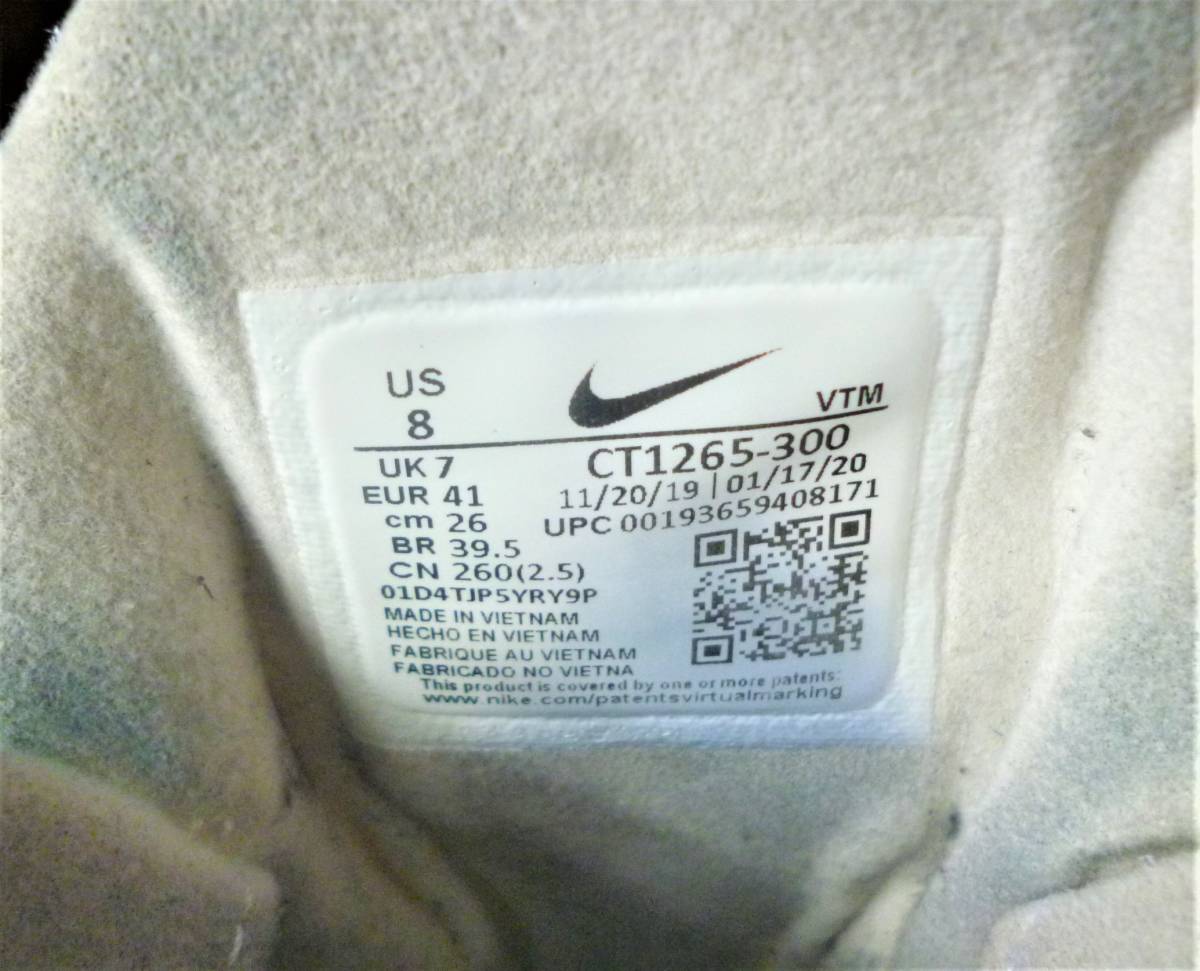 US
8
VTM
UK 7
EUR 41
cm 26
BR 39.5
CN 260(2.5)
CT1265-300
11/20/19 | 01/17/20
UPC 00193659408171
01D4TJP5YRY9P
MADE IN VIETNAM
HECHO EN VIETNAM
FABRIQUE AU VIETNAM
FABRICADO NO VIETNA
This product is covered by one or more patents:
www.nike.com/patentsvirtualmarking